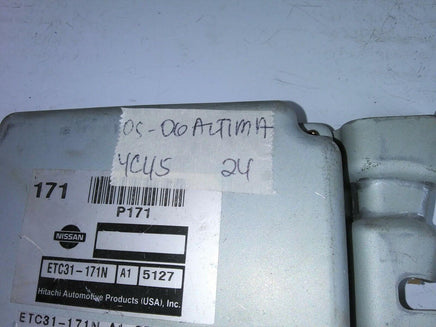 05-06 ALTIMA
4C45 24
171
P171
NISSAN
ETC31-171N A1 5127
Hitachi Automotive Products (USA), Inc.
ETC31-171N A1